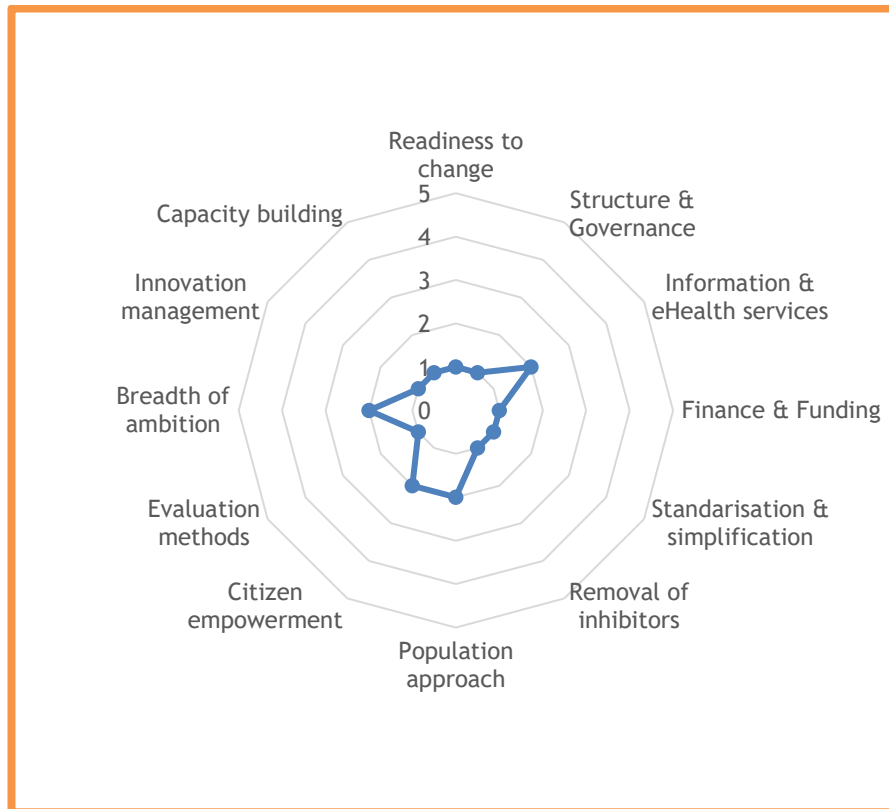 Readiness to
change
5
Structure &
Governance
Capacity building
4
3
Information &
eHealth services
Innovation
management
2
1
Breadth of
ambition
0
Finance & Funding
Evaluation
methods
Standarisation &
simplification
Citizen
empowerment
Removal of
inhibitors
Population
approach